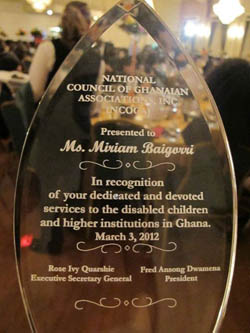 NATIONAL
COUNCIL OF GHANAIAN
ASSOCIATIONS, INC
(NCOGA)
Presented to
Ms. Miriam Baigorri
In recognition
of your dedicated and devoted
services to the disabled children
and higher institutions in Ghana.
March 3, 2012
Rose Ivy Quarshie
Executive Secretary General
Fred Ansong Dwamena
President